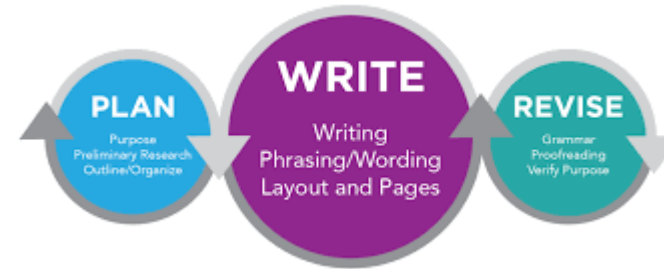 PLAN
Purpose
Preliminary Research
Outline/Organize
WRITE
Writing
Phrasing/Wording
Layout and Pages
REVISE
Grammar
Proofreading
Verify Purpose